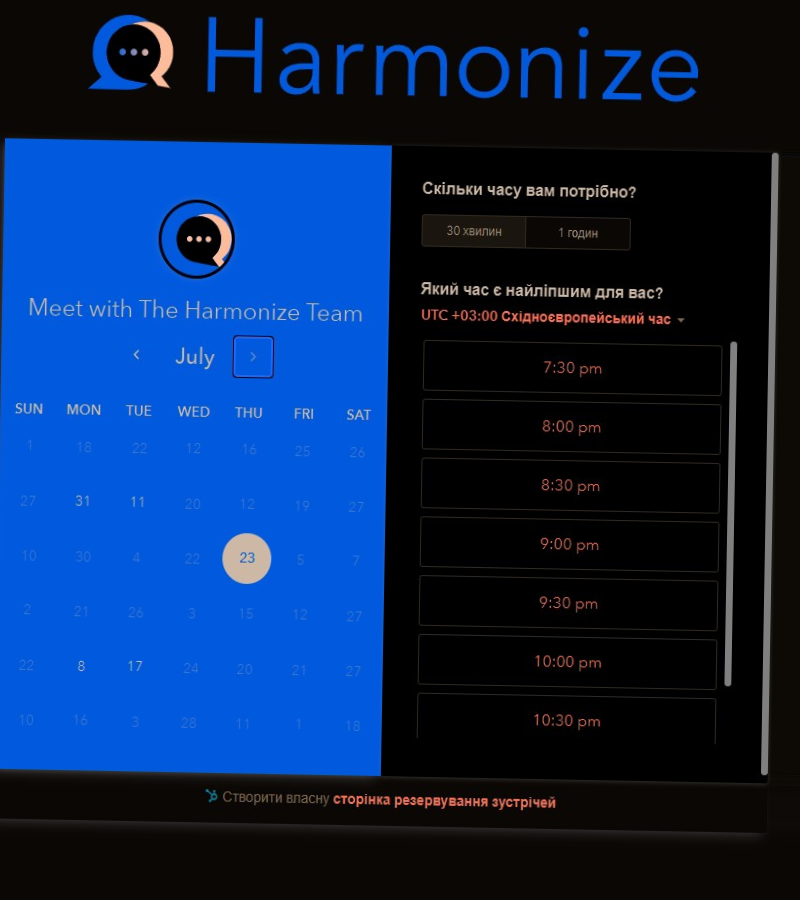 Harmonize
Meet with The Harmonize Team
July
SUN MON TUE WED THU FRI SAT
1 18 22 12 16 25 26
27 31 11 20 12 19 27
10 30 4 22 23 5 7
2 21 26 3 15 12 27
22 8 17 24 20 21 27
10 16 3 28 11 1 18
Скільки часу вам потрібно?
30 хвилин 1 годин
Який час є найліпшим для вас?
UTC +03:00 Східноєвропейський час
7:30 pm
8:00 pm
8:30 pm
9:00 pm
9:30 pm
10:00 pm
10:30 pm
Створити власну сторінка резервування зустрічей